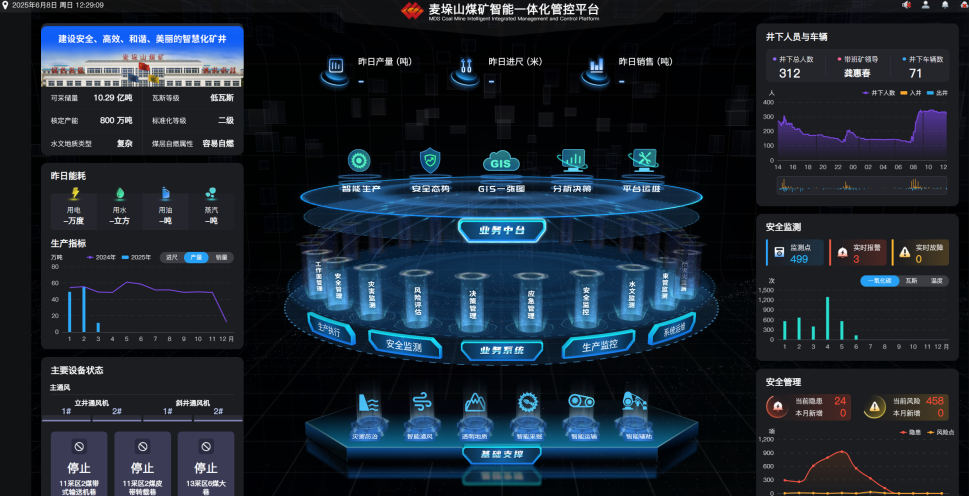 2025年6月8日 周日 12:29:09
麦垛山煤矿智能一体化管控平台
MDS Coal Mine Intelligent Integrated Management and Control Platform
建设安全、高效、和谐、美丽的智慧化矿井
麦垛山煤矿
可采储量 10.29 亿吨 瓦斯等级 低瓦斯
核定产能 800 万吨 标准化等级 二级
水文地质类型 复杂 煤层自燃属性 容易自燃
昨日能耗
用电 用水 用油 蒸汽
–万度 –立方 –吨 –吨
生产指标
万吨 2024年 2025年 进尺 产量 销量
80
60
40
20
0
1 2 3 4 5 6 7 8 9 10 11 12 月
主要设备状态
主通风
立井通风机 斜井通风机
1# 2# 1# 2#
停止 停止 停止
11采区2煤带式输送机巷
11采区2煤皮带转载巷
13采区6煤大巷
昨日产量 (吨) 昨日进尺 (米) 昨日销售 (吨)
- - -
GIS
智能生产 安全态势 GIS一张图 分析决策 平台运维
业务中台
工作面管理 安全管理 灾害监测 风险评估 决策管理 应急管理 安全监控 水文监测 束管监测
生产执行 安全监测 业务系统 生产监控 系统运维
灾害防治 智能通风 透明地质 智能采掘 智能运输 智能辅助
基础支撑
井下人员与车辆
井下总人数 带班矿领导 井下车辆数
312 龚惠春 71
人 井下人数 入井 出井
400
300
200
100
0
14 16 18 20 22 00 02 04 06 08 10 12
安全监测
监测点 实时报警 实时故障
499 3 0
次 一氧化碳 瓦斯 温度
1,500
1,200
900
600
300
0
1 2 3 4 5 6 7 8 9 10 11 12 月
安全管理
当前隐患 24 当前风险 458
本月新增 0 本月新增 0
隐患 风险点
1,200
900
600
300
0